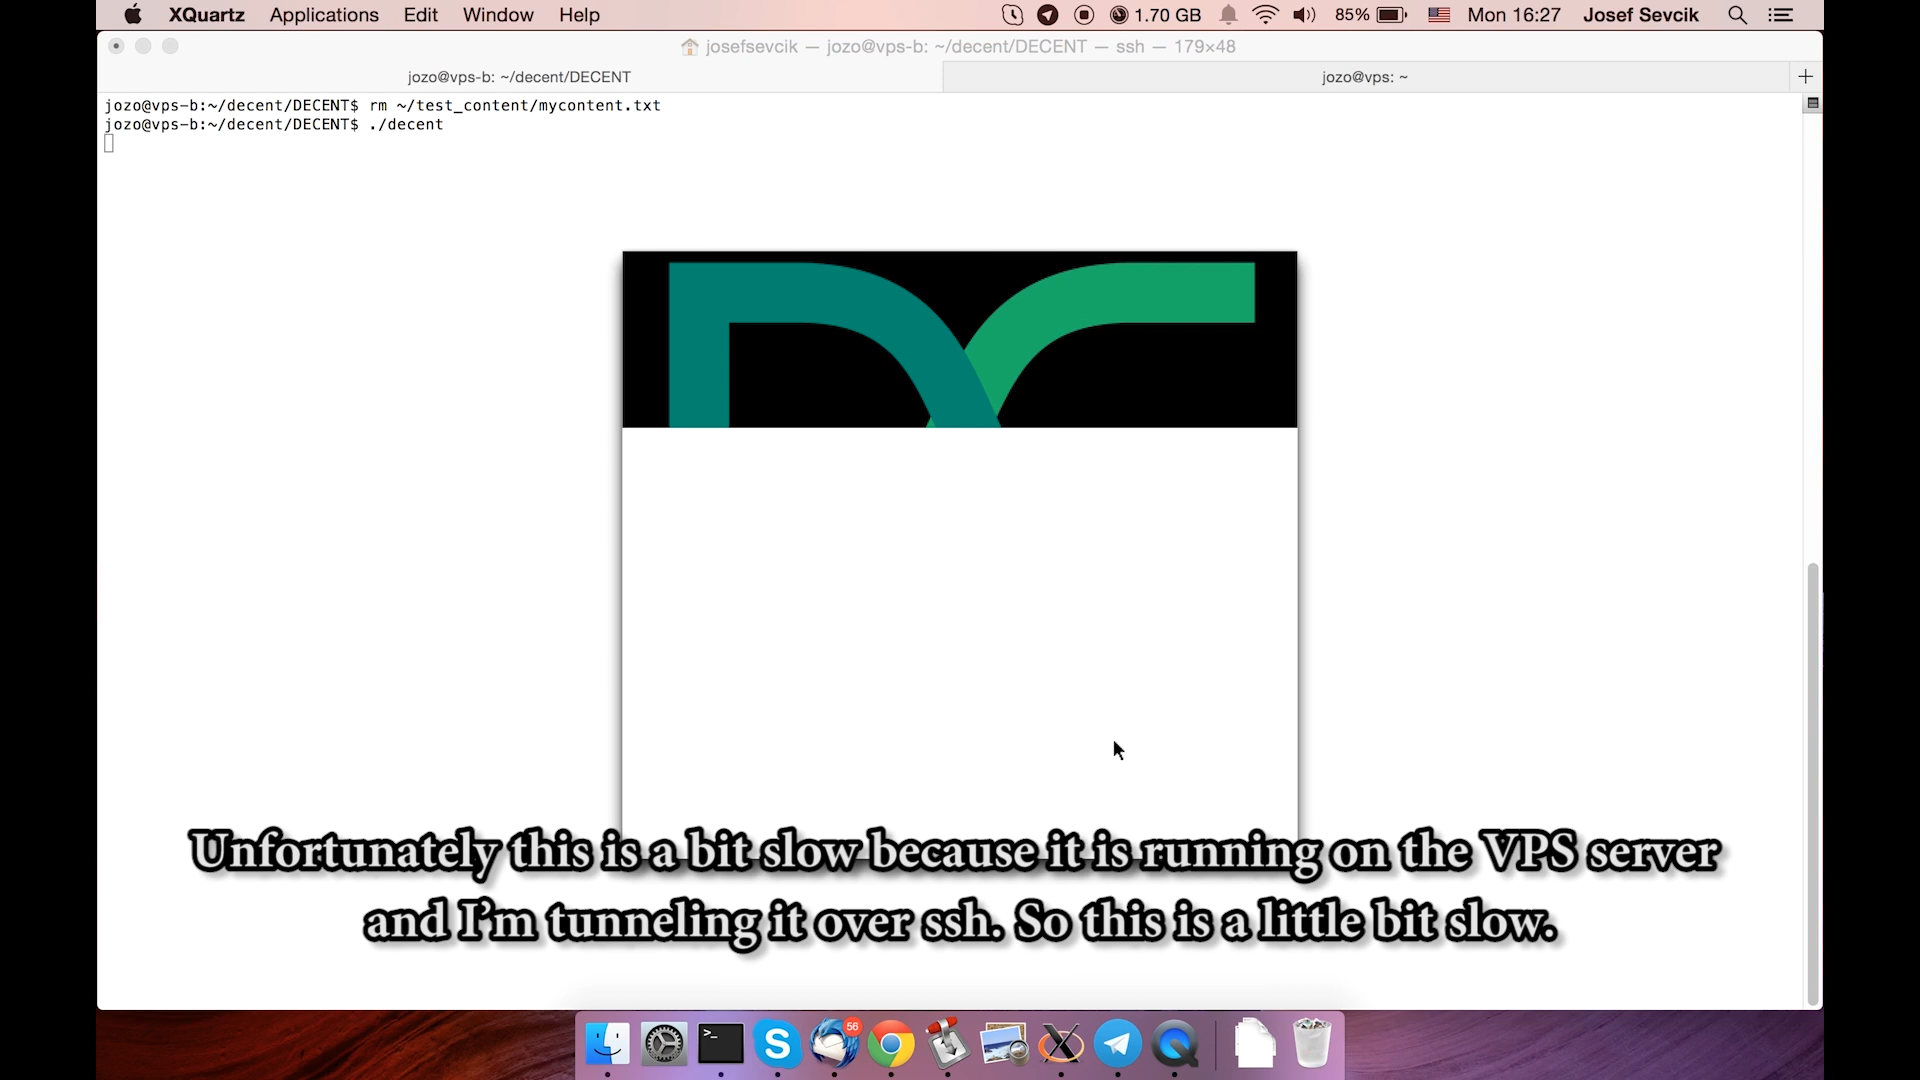 XQuartz Applications Edit Window Help 1.70 GB 85% Mon 16:27 Josef Sevcik
josefsevcik — jozo@vps-b: ~/decent/DECENT — ssh — 179×48
jozo@vps-b: ~/decent/DECENT jozo@vps: ~
jozo@vps-b:~/decent/DECENT$ rm ~/test_content/mycontent.txt
jozo@vps-b:~/decent/DECENT$ ./decent
Unfortunately this is a bit slow because it is running on the VPS server
and I'm tunneling it over ssh. So this is a little bit slow.
56